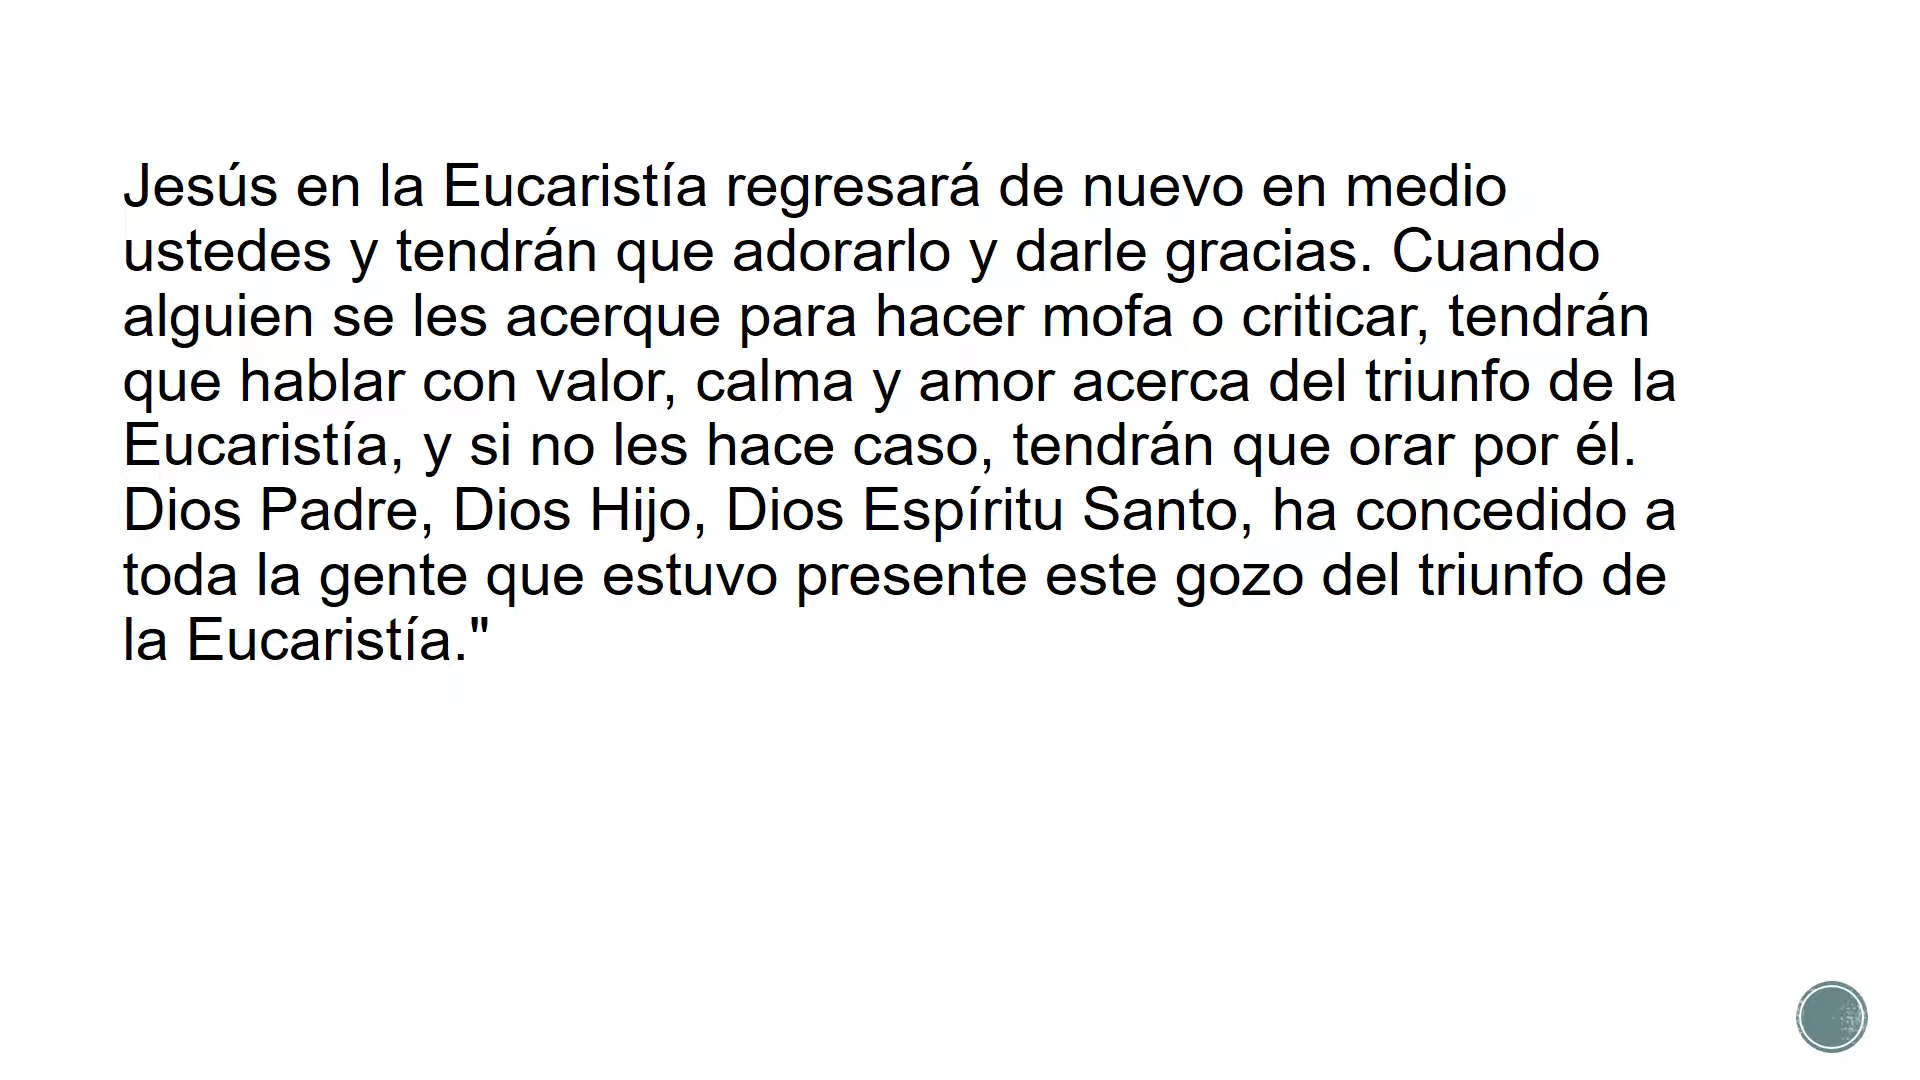 Jesús en la Eucaristía regresará de nuevo en medio
ustedes y tendrán que adorarlo y darle gracias. Cuando
alguien se les acerque para hacer mofa o criticar, tendrán
que hablar con valor, calma y amor acerca del triunfo de la
Eucaristía, y si no les hace caso, tendrán que orar por él.
Dios Padre, Dios Hijo, Dios Espíritu Santo, ha concedido a
toda la gente que estuvo presente este gozo del triunfo de
la Eucaristía."